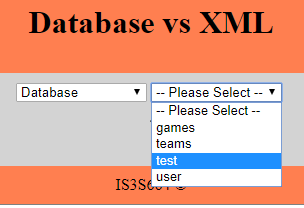 Database vs XML
Database
-- Please Select --
-- Please Select --
games
teams
test
user